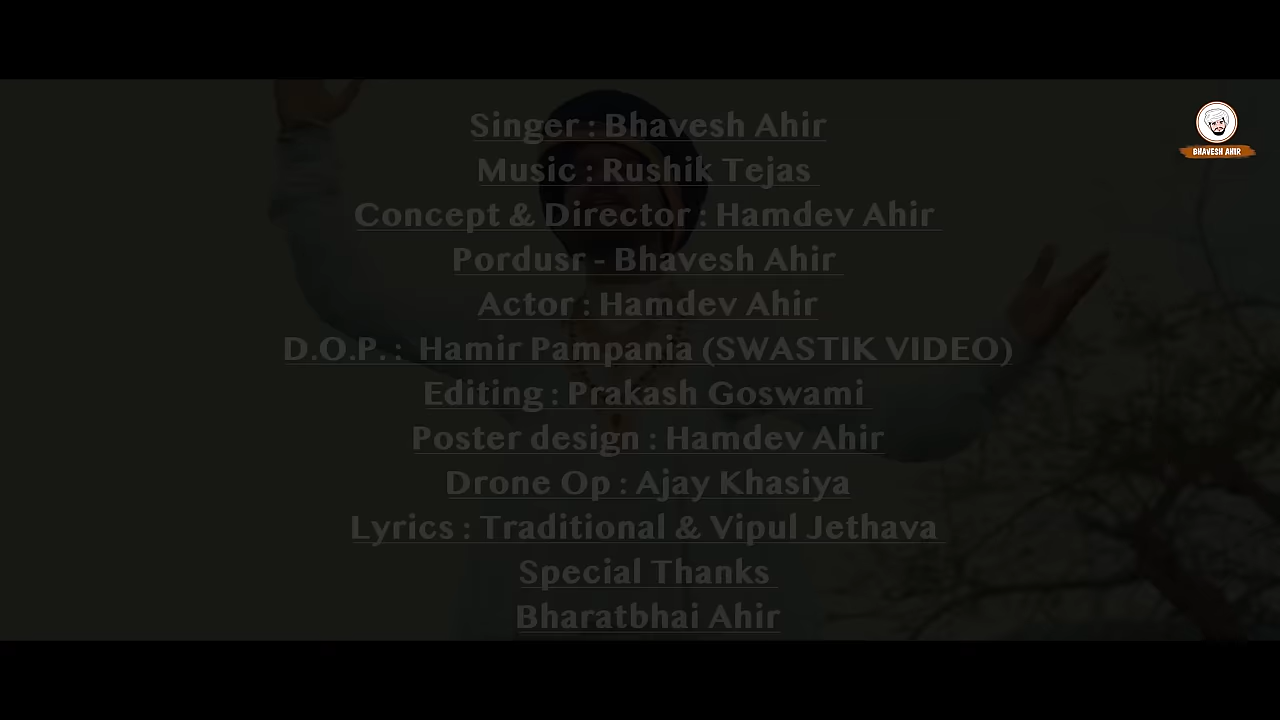 Singer : Bhavesh Ahir
BHAVESH AHIR
Music : Rushik Tejas
Concept & Director : Hamdev Ahir
Pordusr - Bhavesh Ahir
Actor : Hamdev Ahir
D.O.P. : Hamir Pampania (SWASTIK VIDEO)
Editing : Prakash Goswami
Poster design : Hamdev Ahir
Drone Op : Ajay Khasiya
Lyrics : Traditional & Vipul Jethava
Special Thanks
Bharatbhai Ahir